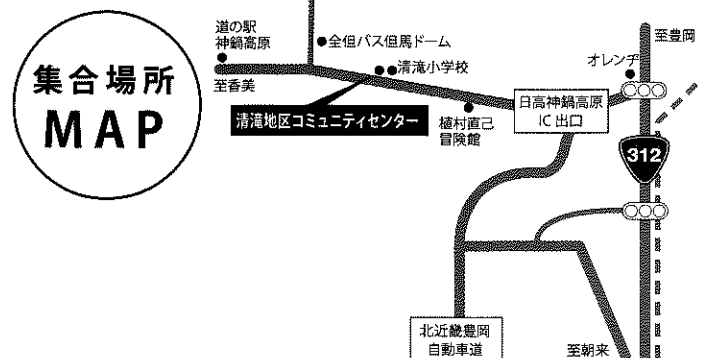 集合場所
MAP
道の駅
神鍋高原
至香美
全但バス但馬ドーム
清滝小学校
清滝地区コミュニティセンター
植村直己
冒険館
日高神鍋高原
IC 出口
オレンヂ
至豊岡
312
北近畿豊岡
自動車道
至朝来